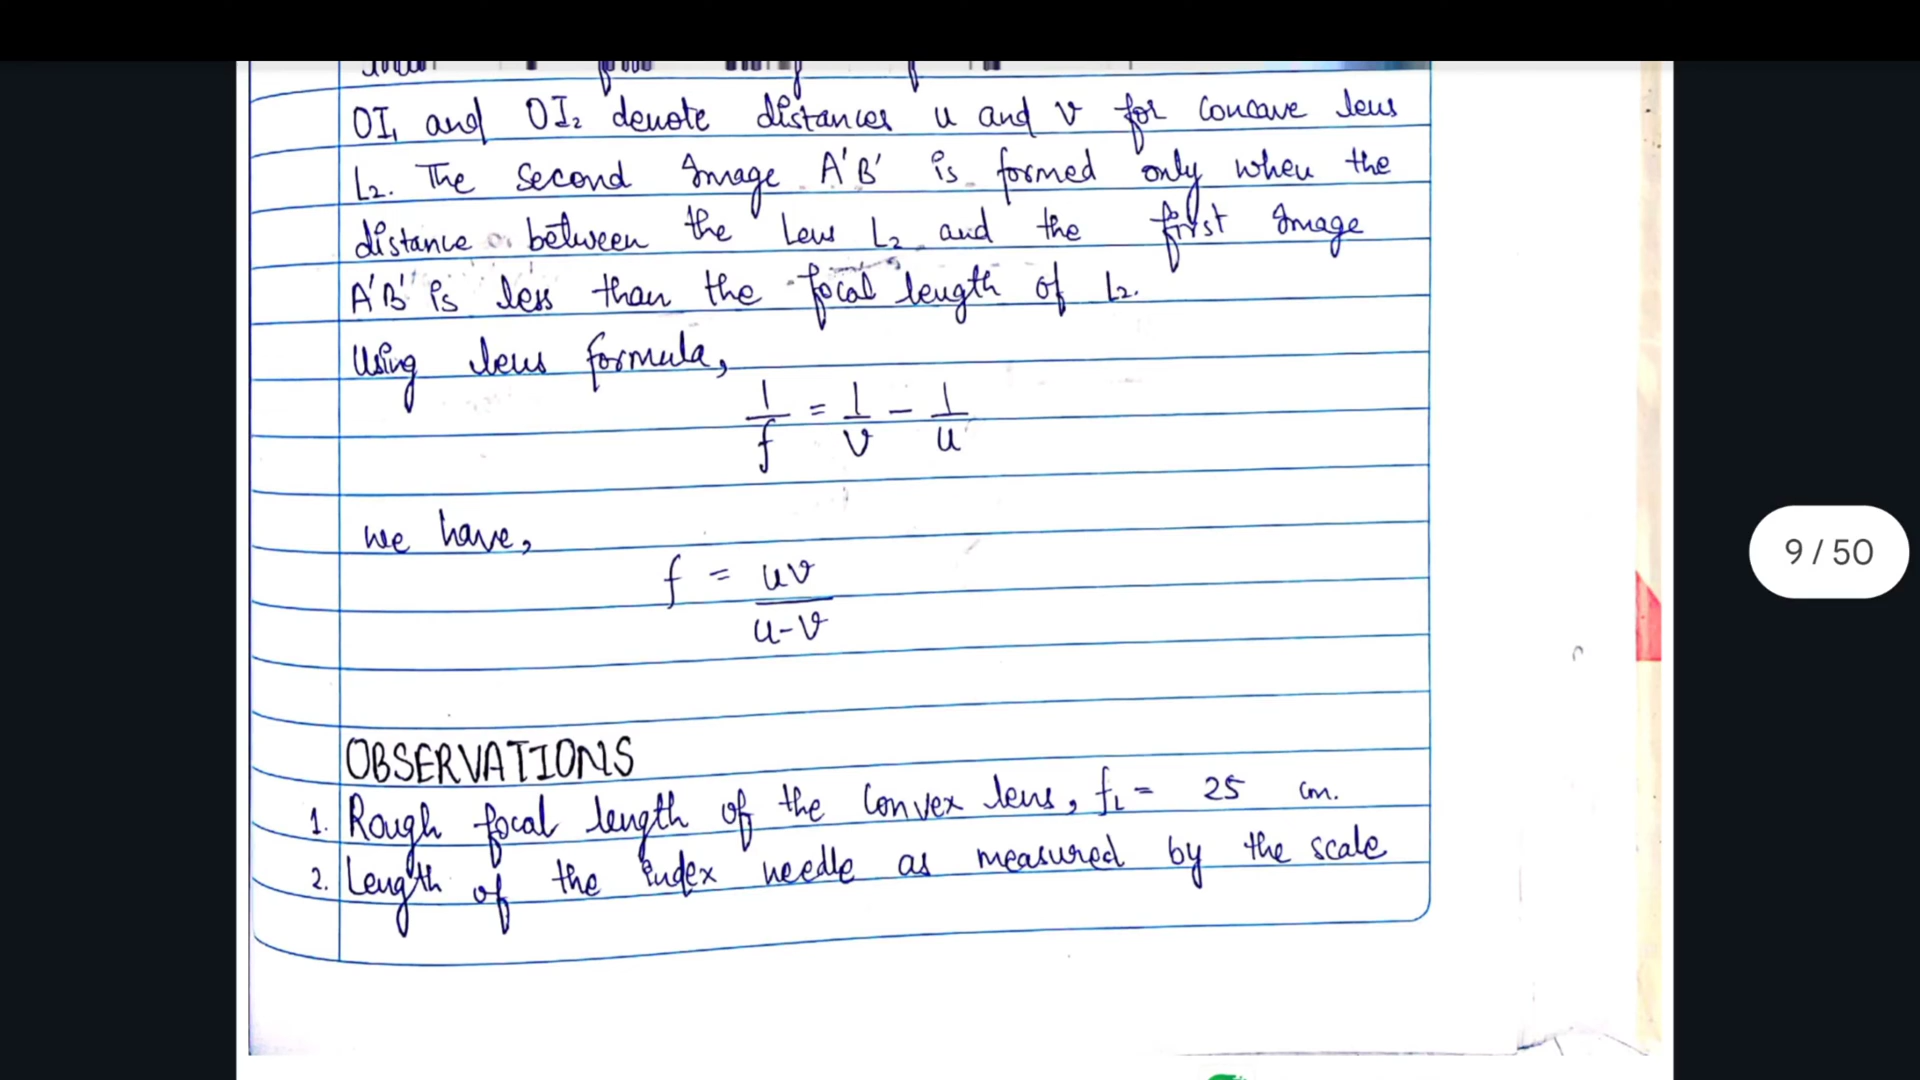 OI₁ and OI₂ denote distances u and v for concave lens
L₂. The second Image A'B' is formed only when the
distance between the lens L₂ and the first Image
A'B' is less than the focal length of L₂.
Using lens formula,
1/f = 1/v - 1/u
we have,
f = uv/u-v
9 / 50
OBSERVATIONS
1. Rough focal length of the Convex lens, fL = 25 cm.
2. Length of the index needle as measured by the scale